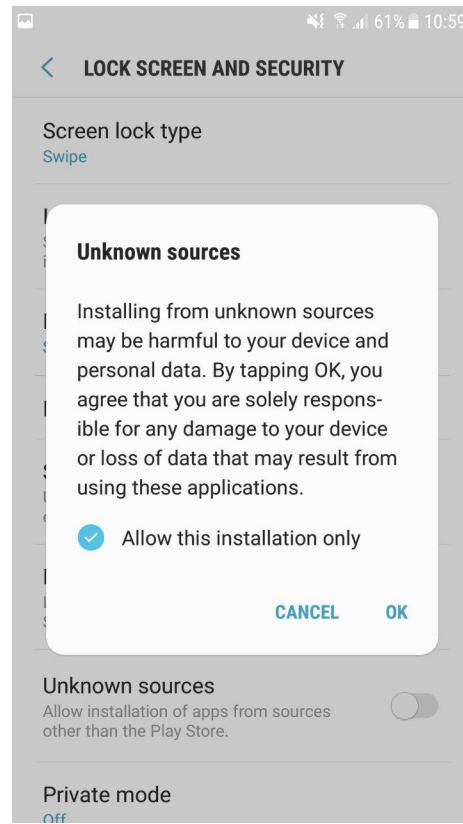 61% 10:59
LOCK SCREEN AND SECURITY
Screen lock type
Swipe
Unknown sources
Installing from unknown sources
may be harmful to your device and
personal data. By tapping OK, you
agree that you are solely respons-
ible for any damage to your device
or loss of data that may result from
using these applications.
Allow this installation only
CANCEL OK
Unknown sources
Allow installation of apps from sources
other than the Play Store.
Private mode
Off